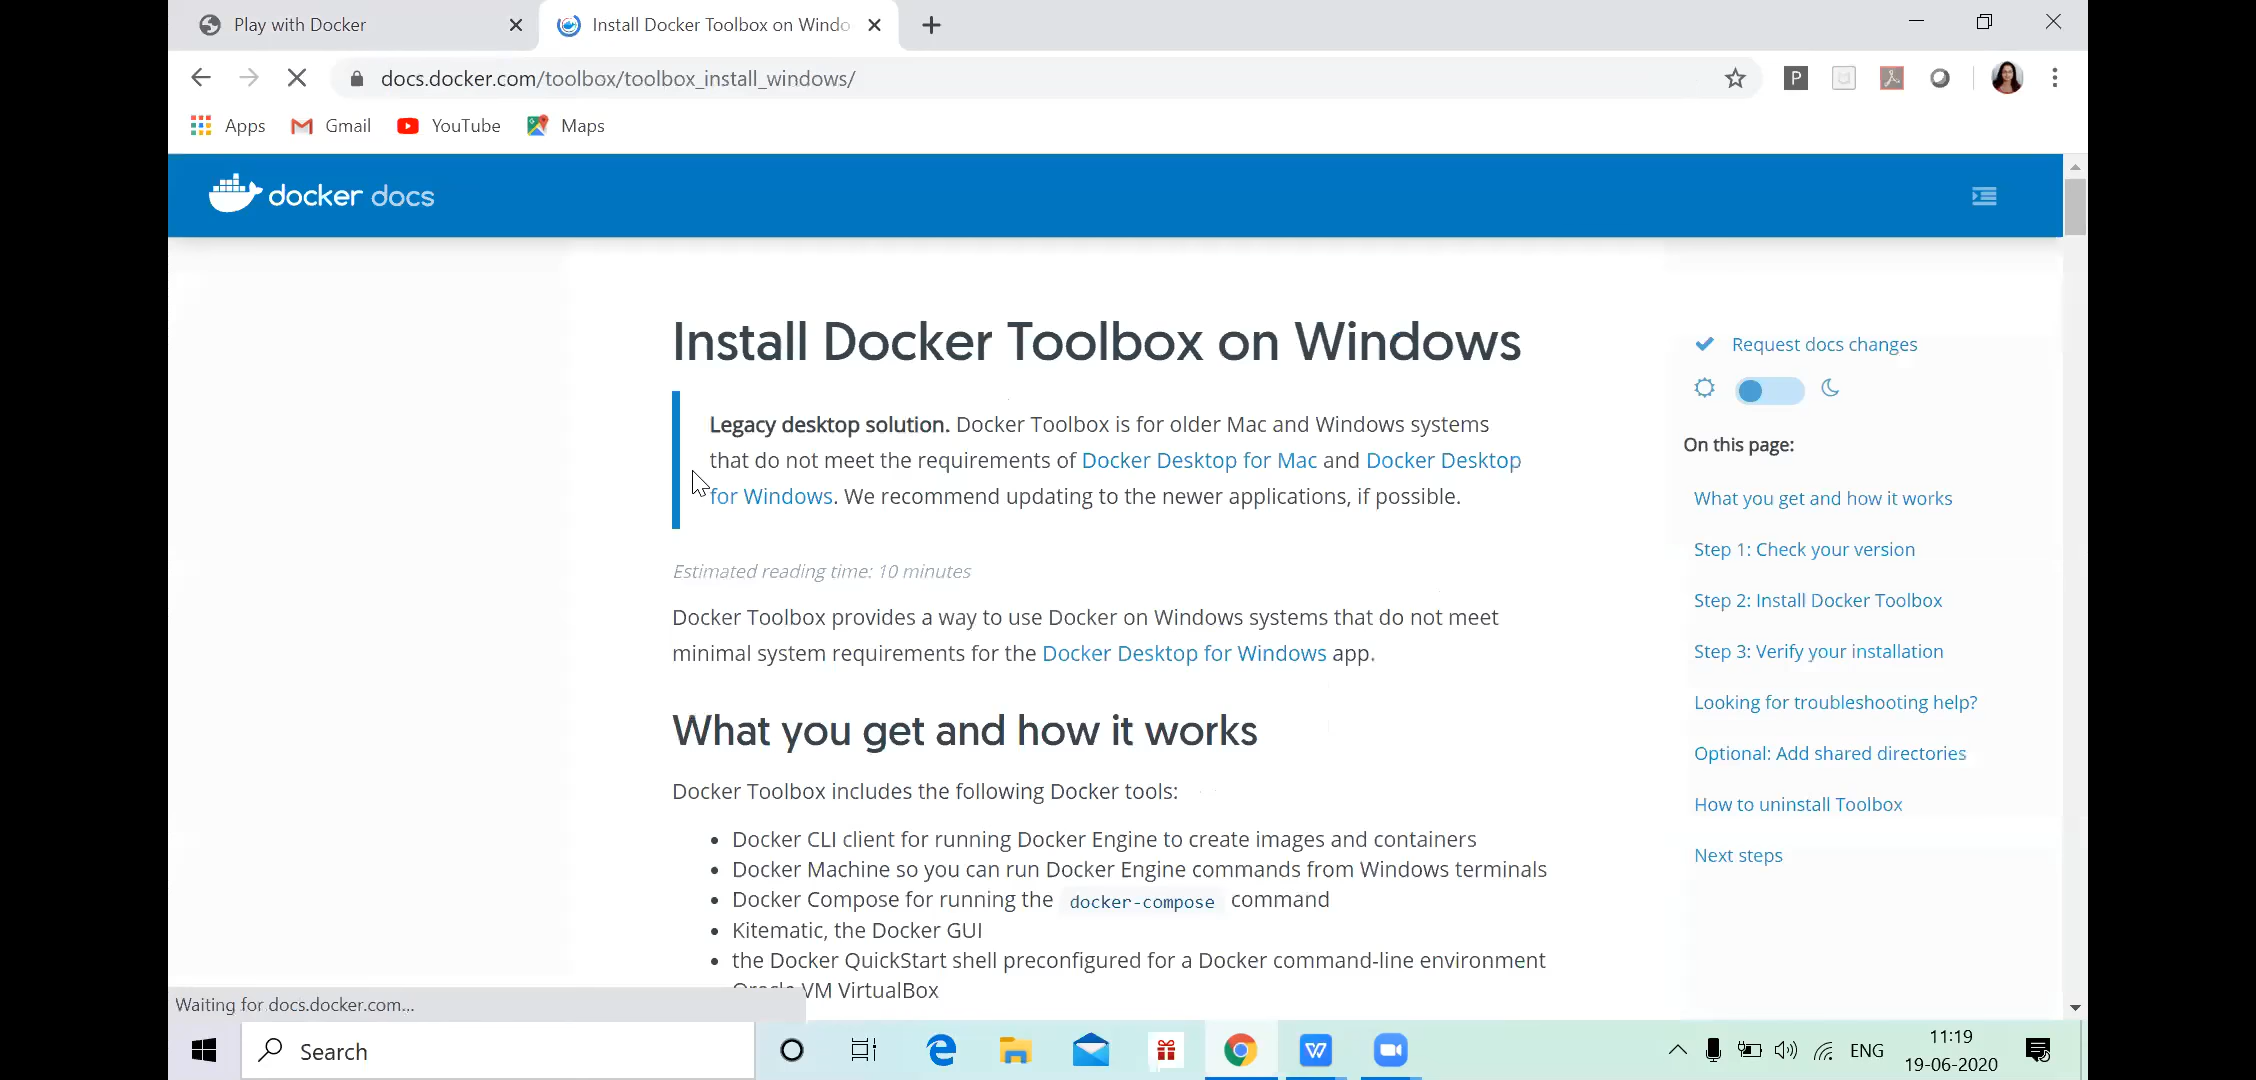 Play with Docker
Install Docker Toolbox on Windo
docs.docker.com/toolbox/toolbox_install_windows/
P
Apps
Gmail
YouTube
Maps
docker docs
Install Docker Toolbox on Windows
Legacy desktop solution. Docker Toolbox is for older Mac and Windows systems
that do not meet the requirements of Docker Desktop for Mac and Docker Desktop
for Windows. We recommend updating to the newer applications, if possible.
Estimated reading time: 10 minutes
Docker Toolbox provides a way to use Docker on Windows systems that do not meet
minimal system requirements for the Docker Desktop for Windows app.
What you get and how it works
Docker Toolbox includes the following Docker tools:
• Docker CLI client for running Docker Engine to create images and containers
• Docker Machine so you can run Docker Engine commands from Windows terminals
• Docker Compose for running the docker-compose command
• Kitematic, the Docker GUI
• the Docker QuickStart shell preconfigured for a Docker command-line environment
• Oracle VM VirtualBox
Request docs changes
On this page:
What you get and how it works
Step 1: Check your version
Step 2: Install Docker Toolbox
Step 3: Verify your installation
Looking for troubleshooting help?
Optional: Add shared directories
How to uninstall Toolbox
Next steps
Waiting for docs.docker.com...
Search
W
ENG
11:19
19-06-2020